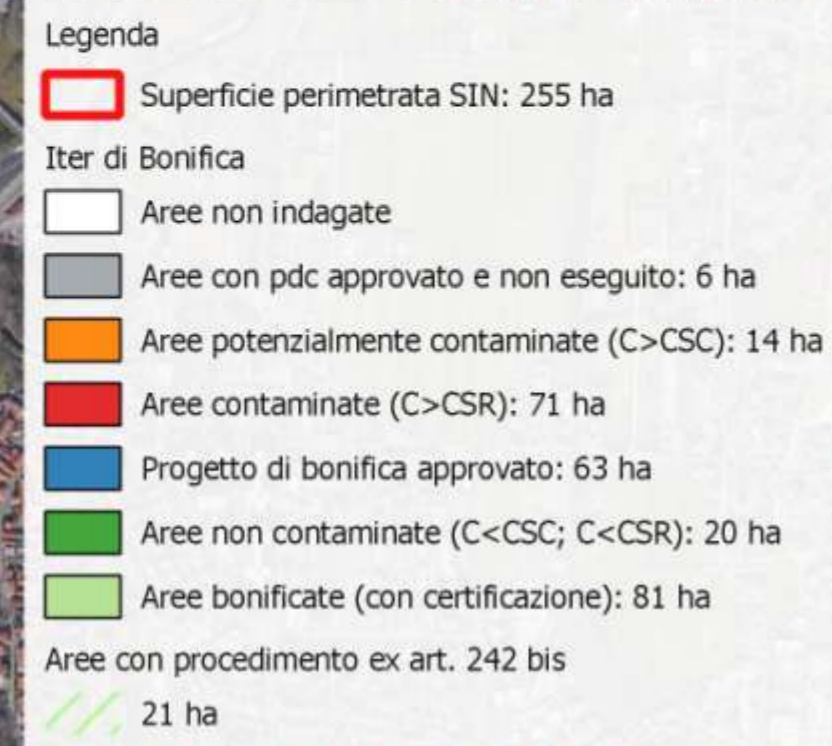 Legenda
Superficie perimetrata SIN: 255 ha
Iter di Bonifica
Aree non indagate
Aree con pdc approvato e non eseguito: 6 ha
Aree potenzialmente contaminate (C>CSC): 14 ha
Aree contaminate (C>CSR): 71 ha
Progetto di bonifica approvato: 63 ha
Aree non contaminate (C<CSC; C<CSR): 20 ha
Aree bonificate (con certificazione): 81 ha
Aree con procedimento ex art. 242 bis
21 ha